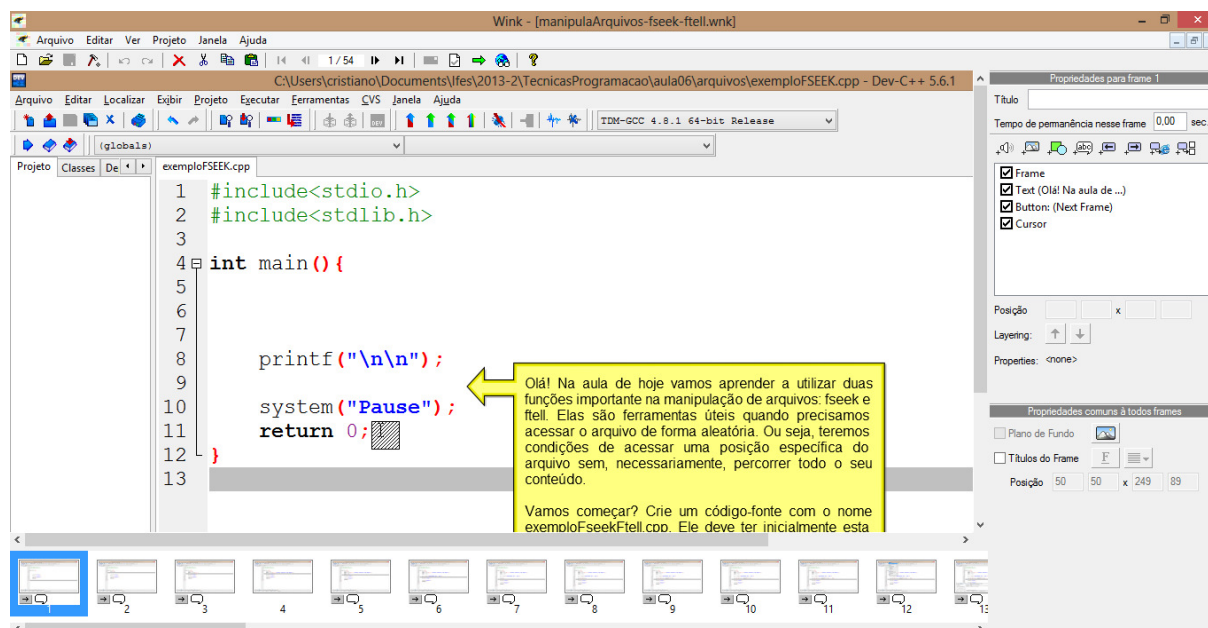 Wink - [manipulaArquivos-fseek-ftell.wnk]
Arquivo Editar Ver Projeto Janela Ajuda
1/54
C:\Users\cristiano\Documents\Ifes\2013-2\TecnicasProgramacao\aula06\arquivos\exemploFSEEK.cpp - Dev-C++ 5.6.1
Arquivo Editar Localizar Exibir Projeto Executar Ferramentas CVS Janela Ajuda
TDM-GCC 4.8.1 64-bit Release
(globals)
Projeto Classes De
exemploFSEEK.cpp
1 #include<stdio.h>
2 #include<stdlib.h>
3
4 int main(){
5
6
7
8 printf("\n\n");
9
10 system("Pause");
11 return 0;
12 }
13
Olá! Na aula de hoje vamos aprender a utilizar duas
funções importante na manipulação de arquivos: fseek e
ftell. Elas são ferramentas úteis quando precisamos
acessar o arquivo de forma aleatória. Ou seja, teremos
condições de acessar uma posição específica do
arquivo sem, necessariamente, percorrer todo o seu
conteúdo.
Vamos começar? Crie um código-fonte com o nome
exemploFseekFtell.cpp. Ele deve ter inicialmente esta
Propriedades para frame 1
Título
Tempo de permanência nesse frame 0,00 sec.
Frame
Text (Olá! Na aula de ...)
Button: (Next Frame)
Cursor
Posição x
Layering:
Properties: <none>
Propriedades comuns à todos frames
Plano de Fundo
Títulos do Frame F
Posição 50 50 x 249 89
1 2 3 4 5 6 7 8 9 10 11 12 13